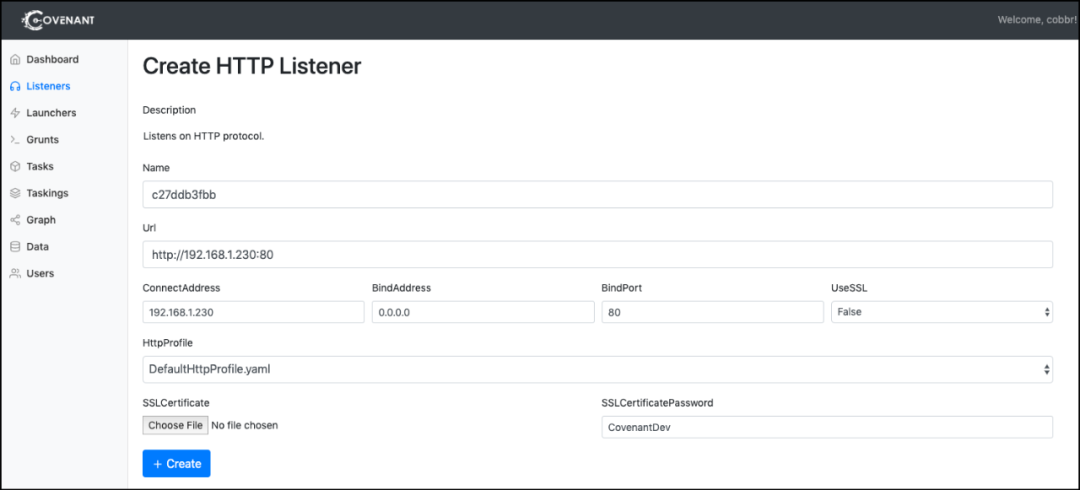 COVENANT
Welcome, cobbr!
Dashboard
Listeners
Launchers
Grunts
Tasks
Taskings
Graph
Data
Users
Create HTTP Listener
Description
Listens on HTTP protocol.
Name
c27ddb3fbb
Url
http://192.168.1.230:80
ConnectAddress BindAddress BindPort UseSSL
192.168.1.230 0.0.0.0 80 False
HttpProfile
DefaultHttpProfile.yaml
SSLCertificate SSLCertificatePassword
Choose File No file chosen CovenantDev
+ Create